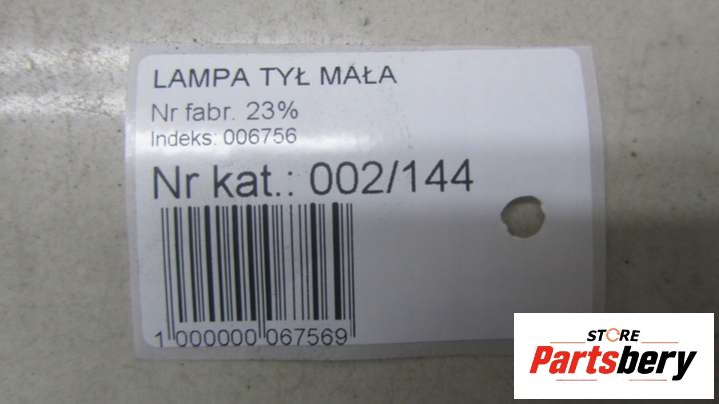 LAMPA TYŁ MAŁA
Nr fabr. 23%
Indeks: 006756
Nr kat.: 002/144
1 000000 067569
STORE
Partsbery